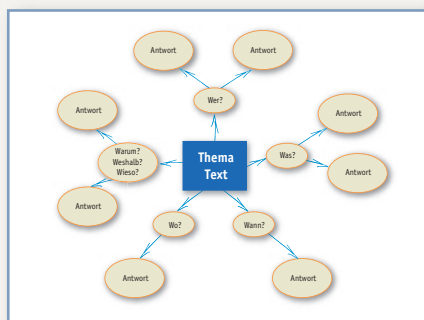 Antwort
Antwort
Wer?
Antwort
Antwort
Warum?
Weshalb?
Wieso?
Thema
Text
Was?
Antwort
Antwort
Wo?
Wann?
Antwort
Antwort